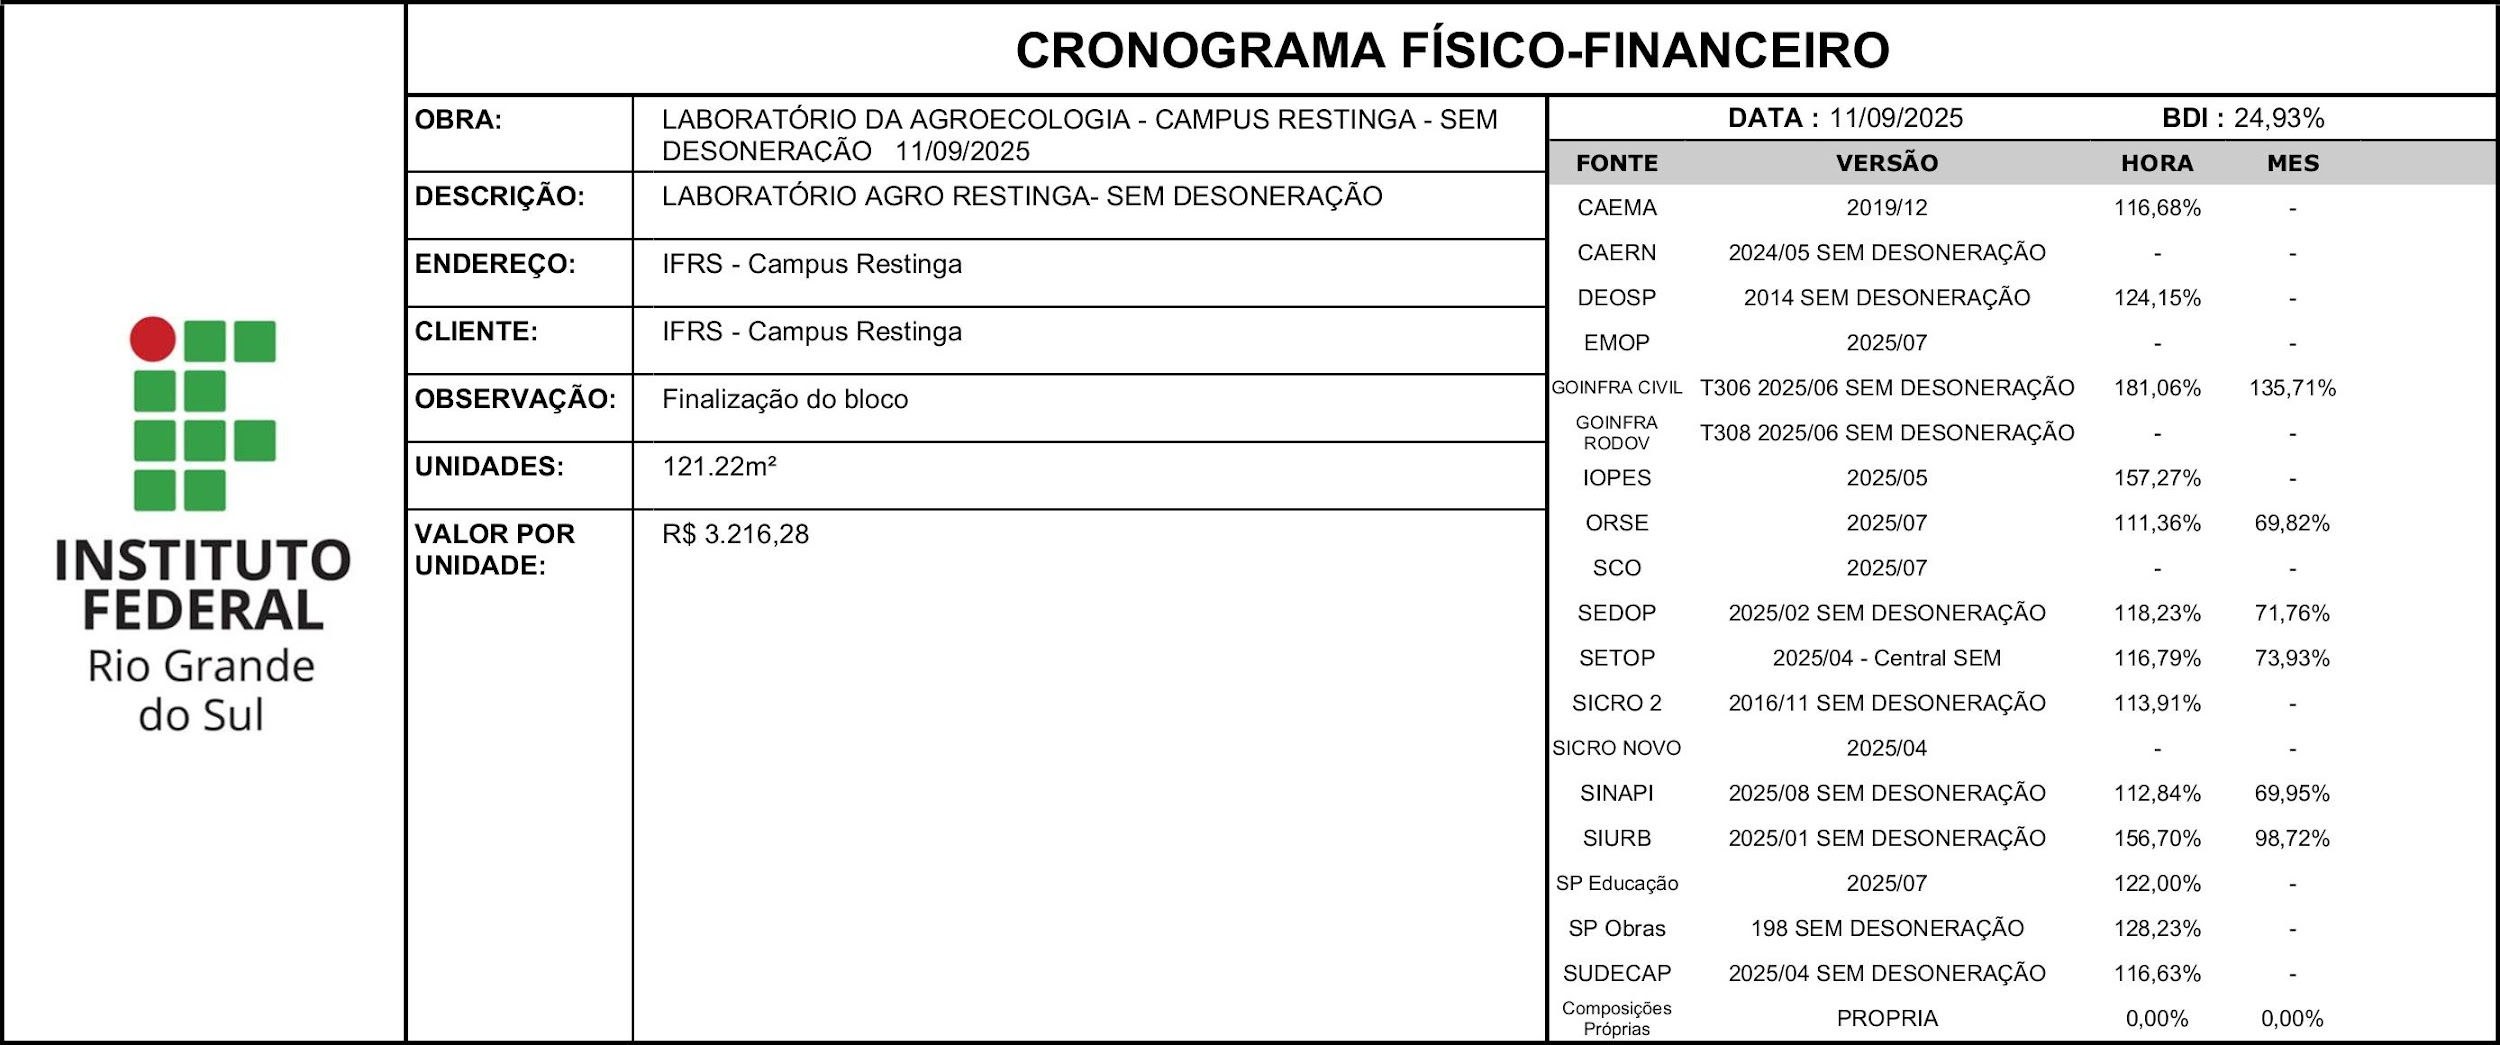 CRONOGRAMA FÍSICO-FINANCEIRO
OBRA: LABORATÓRIO DA AGROECOLOGIA - CAMPUS RESTINGA - SEM
DESONERAÇÃO 11/09/2025
DESCRIÇÃO: LABORATÓRIO AGRO RESTINGA- SEM DESONERAÇÃO
ENDEREÇO: IFRS - Campus Restinga
CLIENTE: IFRS - Campus Restinga
OBSERVAÇÃO: Finalização do bloco
UNIDADES: 121.22m²
VALOR POR R$ 3.216,28
UNIDADE:
INSTITUTO
FEDERAL
Rio Grande
do Sul
DATA : 11/09/2025 BDI : 24,93%
FONTE VERSÃO HORA MES
CAEMA 2019/12 116,68% -
CAERN 2024/05 SEM DESONERAÇÃO - -
DEOSP 2014 SEM DESONERAÇÃO 124,15% -
EMOP 2025/07 - -
GOINFRA CIVIL T306 2025/06 SEM DESONERAÇÃO 181,06% 135,71%
GOINFRA
RODOV T308 2025/06 SEM DESONERAÇÃO - -
IOPES 2025/05 157,27% -
ORSE 2025/07 111,36% 69,82%
SCO 2025/07 - -
SEDOP 2025/02 SEM DESONERAÇÃO 118,23% 71,76%
SETOP 2025/04 - Central SEM 116,79% 73,93%
SICRO 2 2016/11 SEM DESONERAÇÃO 113,91% -
SICRO NOVO 2025/04 - -
SINAPI 2025/08 SEM DESONERAÇÃO 112,84% 69,95%
SIURB 2025/01 SEM DESONERAÇÃO 156,70% 98,72%
SP Educação 2025/07 122,00% -
SP Obras 198 SEM DESONERAÇÃO 128,23% -
SUDECAP 2025/04 SEM DESONERAÇÃO 116,63% -
Composições
Próprias PROPRIA 0,00% 0,00%